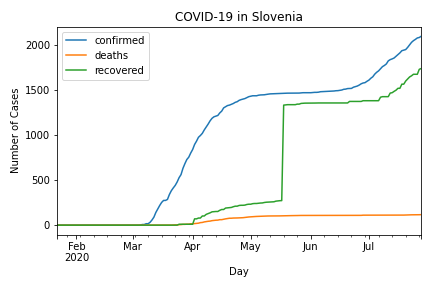 COVID-19 in Slovenia
confirmed
deaths
recovered
Number of Cases
2000
1500
1000
500
0
Feb
2020
Mar
Apr
May
Jun
Jul
Day